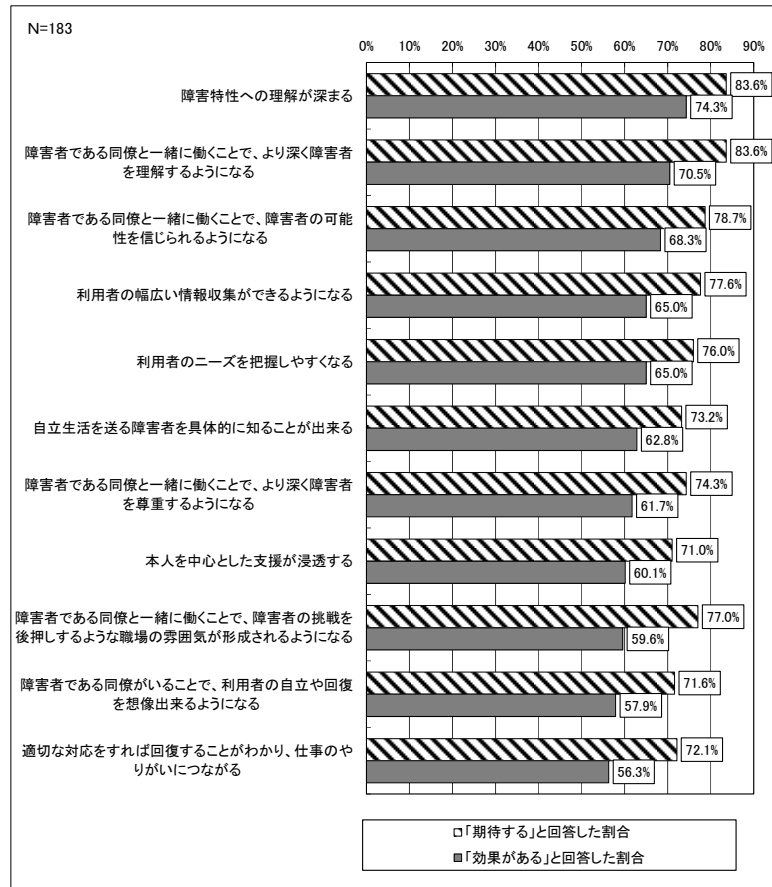 N=183
0% 10% 20% 30% 40% 50% 60% 70% 80% 90%
障害特性への理解が深まる
83.6%
74.3%
障害者である同僚と一緒に働くことで、より深く障害者
を理解するようになる
83.6%
70.5%
障害者である同僚と一緒に働くことで、障害者の可能
性を信じられるようになる
78.7%
68.3%
利用者の幅広い情報収集ができるようになる
77.6%
65.0%
利用者のニーズを把握しやすくなる
76.0%
65.0%
自立生活を送る障害者を具体的に知ることが出来る
73.2%
62.8%
障害者である同僚と一緒に働くことで、より深く障害者
を尊重するようになる
74.3%
61.7%
本人を中心とした支援が浸透する
71.0%
60.1%
障害者である同僚と一緒に働くことで、障害者の挑戦を
後押しするような職場の雰囲気が形成されるようになる
77.0%
59.6%
障害者である同僚がいることで、利用者の自立や回復
を想像出来るようになる
71.6%
57.9%
適切な対応をすれば回復することがわかり、仕事のや
りがいにつながる
72.1%
56.3%
「期待する」と回答した割合
「効果がある」と回答した割合